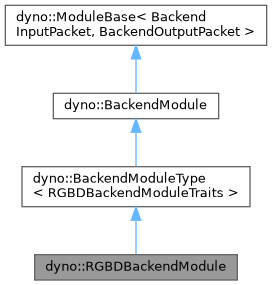 dyno::ModuleBase< Backend
InputPacket, BackendOutputPacket >
dyno::BackendModule
dyno::BackendModuleType
< RGBDBackendModuleTraits >
dyno::RGBDBackendModule